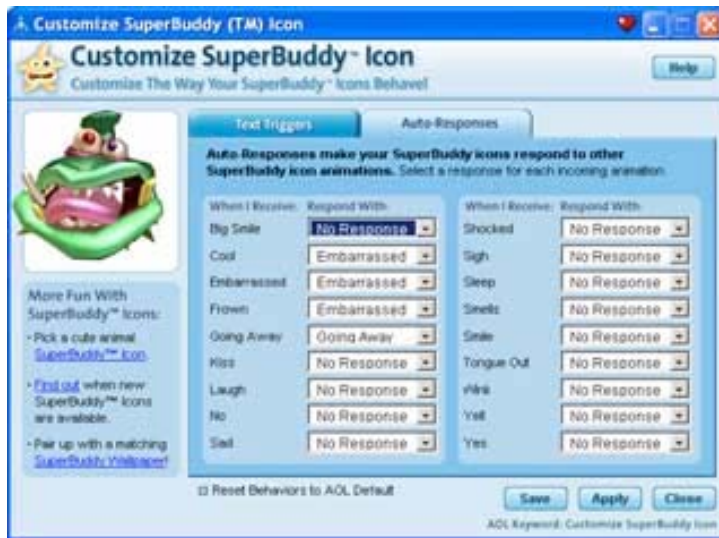 Customize SuperBuddy (TM) Icon
Customize SuperBuddy™ Icon
Customize The Way Your SuperBuddy™ Icons Behave!
Help
Text Triggers
Auto-Responses
Auto-Responses make your SuperBuddy icons respond to other
SuperBuddy icon animations. Select a response for each incoming animation.
When I Receive: Respond With:
Big Smile No Response
Cool Embarrassed
Embarrassed Embarrassed
Frown Embarrassed
Going Away Going Away
Kiss No Response
Laugh No Response
No No Response
Sad No Response
When I Receive: Respond With:
Shocked No Response
Sigh No Response
Sleep No Response
Smells No Response
Smile No Response
Tongue Out No Response
Wink No Response
Yell No Response
Yes No Response
More Fun With
SuperBuddy™ Icons:
• Pick a cute animal
SuperBuddy™ Icon.
• Find out when new
SuperBuddy™ Icons
are available.
• Pair up with a matching
SuperBuddy Wallpaper!
Reset Behaviors to AOL Default
Save
Apply
Close
AOL Keyword: Customize SuperBuddy Icon